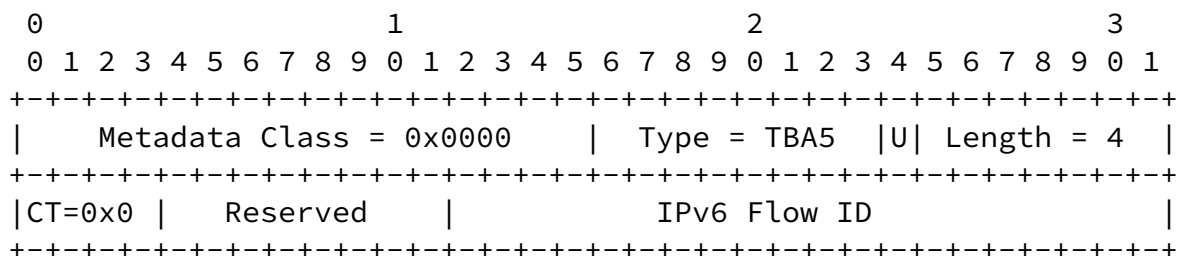 0                   1                   2                   3
 0 1 2 3 4 5 6 7 8 9 0 1 2 3 4 5 6 7 8 9 0 1 2 3 4 5 6 7 8 9 0 1
+-+-+-+-+-+-+-+-+-+-+-+-+-+-+-+-+-+-+-+-+-+-+-+-+-+-+-+-+-+-+-+-+
|    Metadata Class = 0x0000    |  Type = TBA5  |U| Length = 4  |
+-+-+-+-+-+-+-+-+-+-+-+-+-+-+-+-+-+-+-+-+-+-+-+-+-+-+-+-+-+-+-+-+
|CT=0x0 |   Reserved    |           IPv6 Flow ID                |
+-+-+-+-+-+-+-+-+-+-+-+-+-+-+-+-+-+-+-+-+-+-+-+-+-+-+-+-+-+-+-+-+